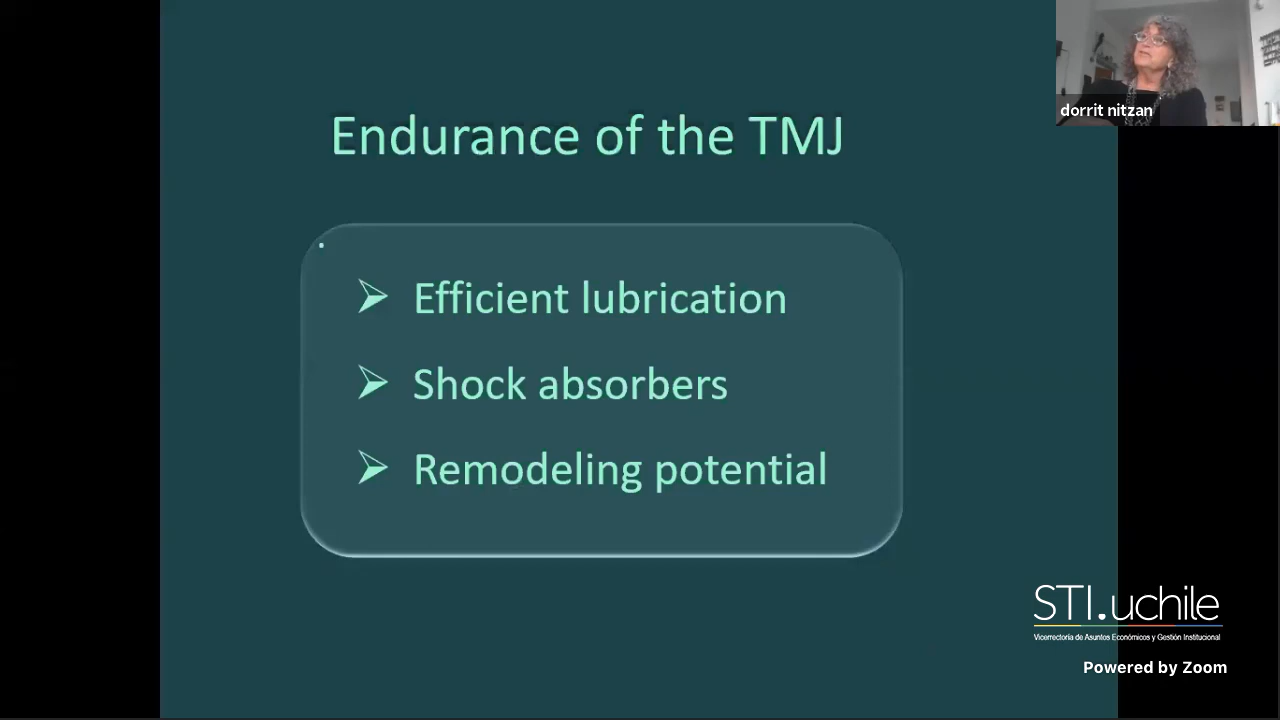 dorrit nitzan
Endurance of the TMJ
Efficient lubrication
Shock absorbers
Remodeling potential
STI.uchile
Vicerrectoría de Asuntos Económicos y Gestión Institucional
Powered by Zoom